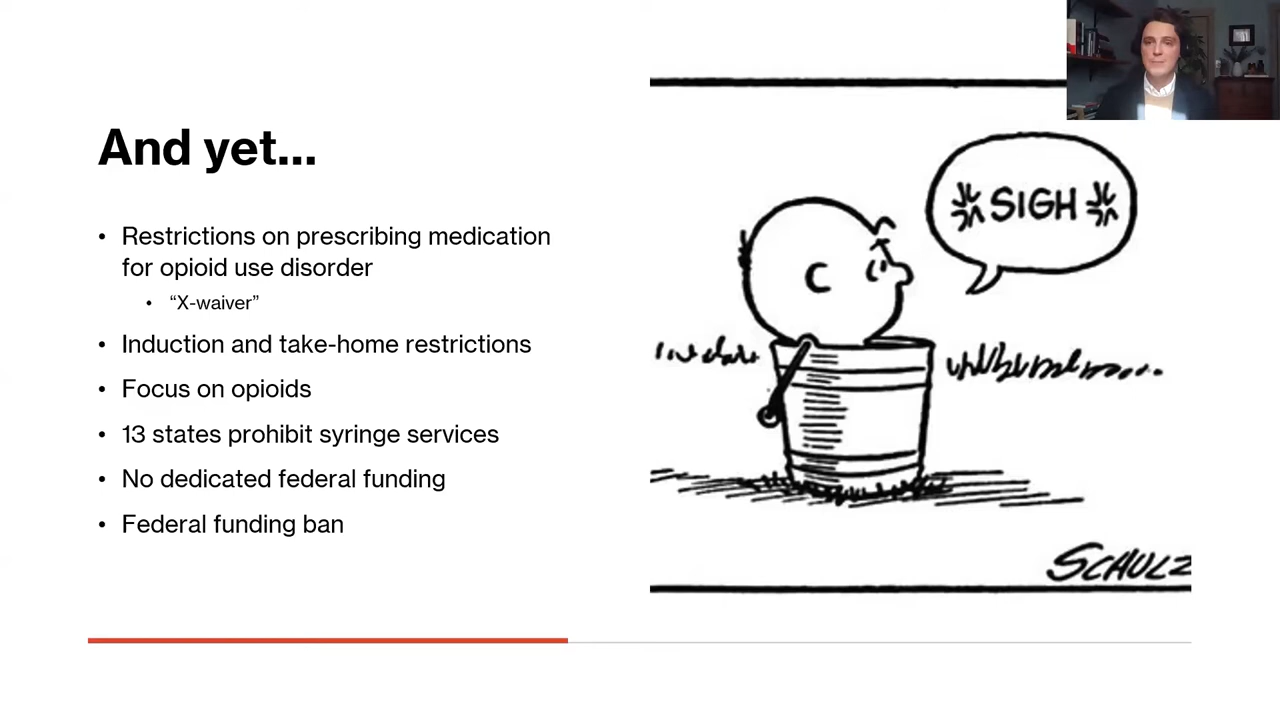 And yet...
• Restrictions on prescribing medication
for opioid use disorder
• “X-waiver”
• Induction and take-home restrictions
• Focus on opioids
• 13 states prohibit syringe services
• No dedicated federal funding
• Federal funding ban
SIGH
SCHULZ